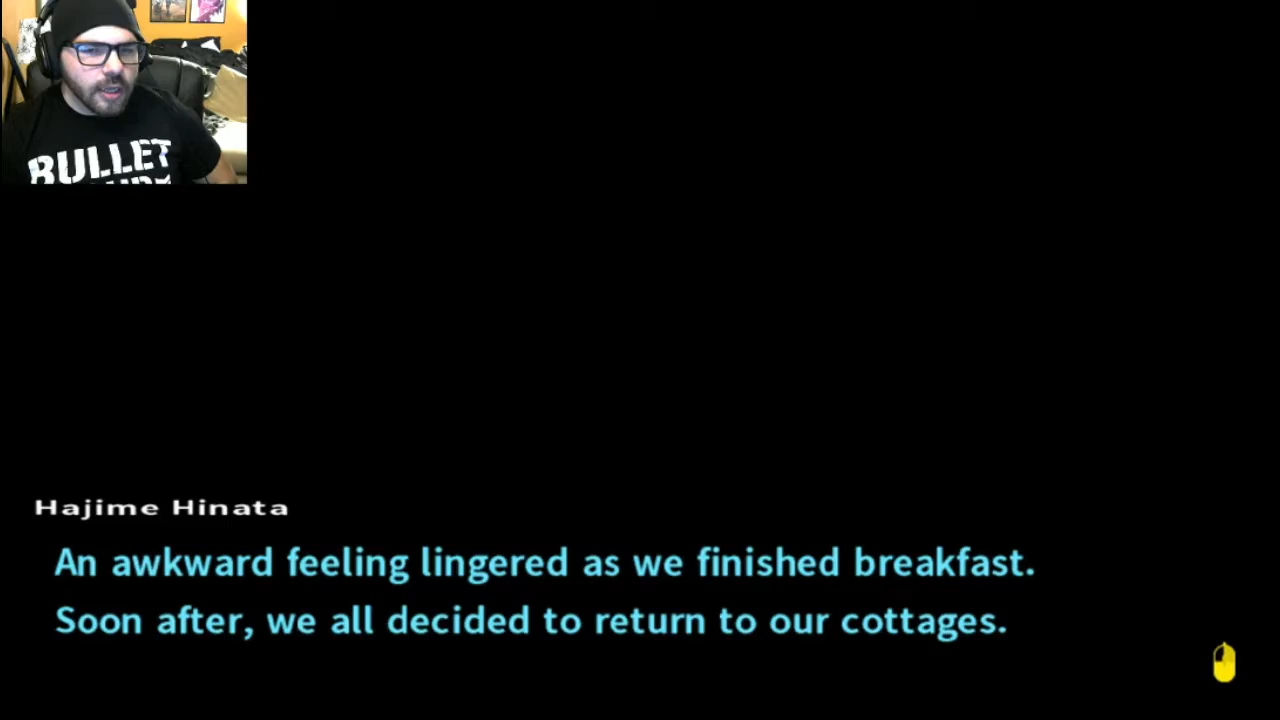 BULLET
Hajime Hinata
An awkward feeling lingered as we finished breakfast.
Soon after, we all decided to return to our cottages.